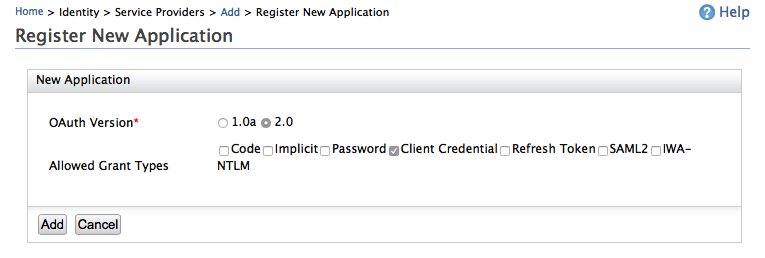 Home > Identity > Service Providers > Add > Register New Application
? Help
Register New Application
New Application
OAuth Version* 1.0a 2.0
Allowed Grant Types Code Implicit Password Client Credential Refresh Token SAML2 IWA-
NTLM
Add Cancel